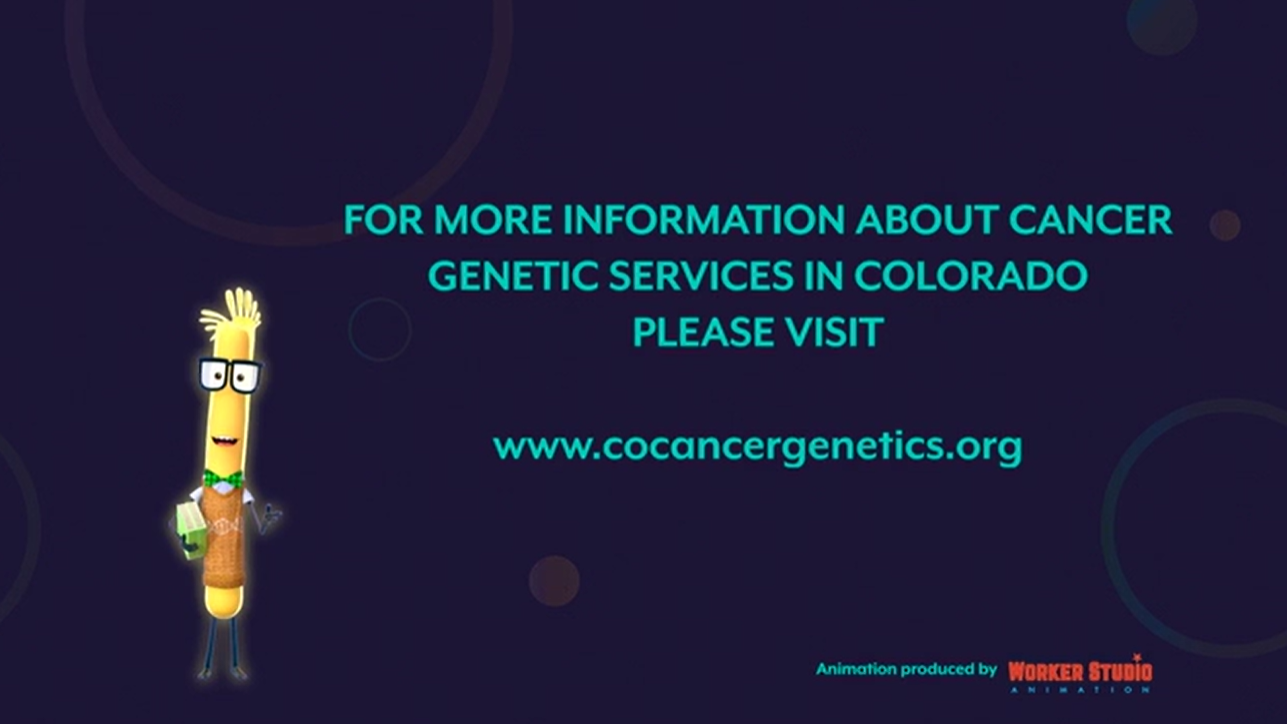 FOR MORE INFORMATION ABOUT CANCER
GENETIC SERVICES IN COLORADO
PLEASE VISIT
www.cocancergenetics.org
Animation produced by WORKER STUDIO
ANIMATION